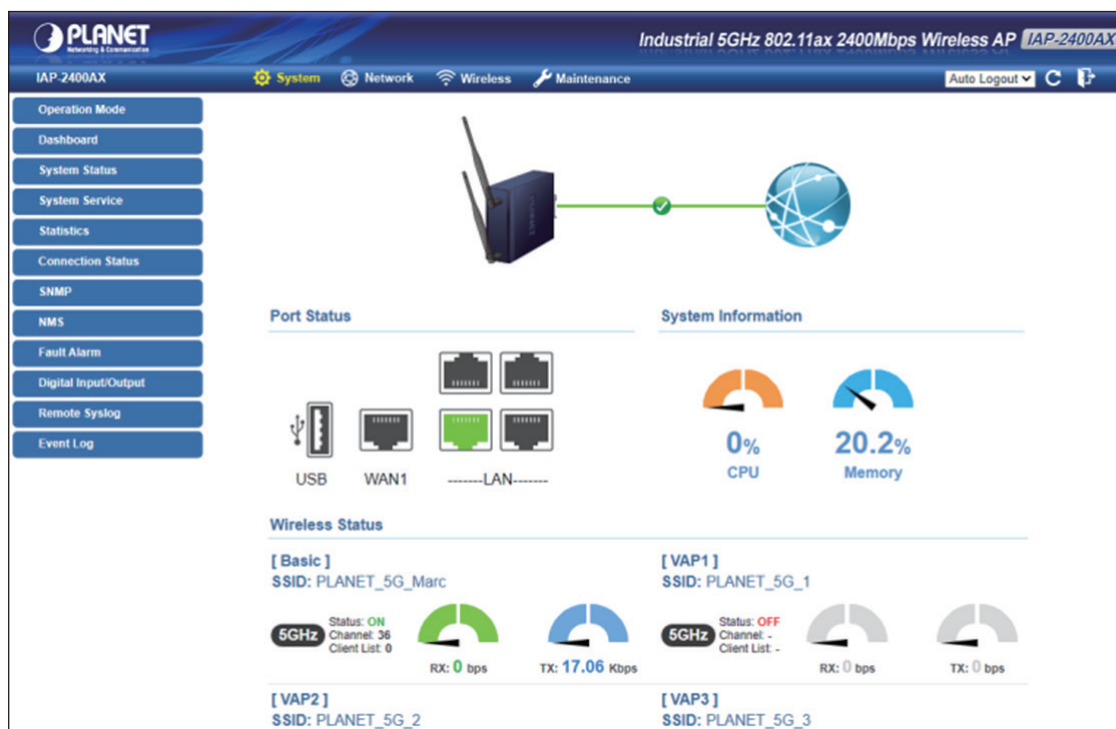 PLANET
Networking & Communication
Industrial 5GHz 802.11ax 2400Mbps Wireless AP IAP-2400AX
IAP-2400AX
System Network Wireless Maintenance
Auto Logout
Operation Mode
Dashboard
System Status
System Service
Statistics
Connection Status
SNMP
NMS
Fault Alarm
Digital Input/Output
Remote Syslog
Event Log
PLANET
Port Status
USB WAN1 -------LAN-------
System Information
0%
CPU
20.2%
Memory
Wireless Status
[ Basic ]
SSID: PLANET_5G_Marc
5GHz
Status: ON
Channel: 36
Client List: 0
RX: 0 bps
TX: 17.06 Kbps
[ VAP1 ]
SSID: PLANET_5G_1
5GHz
Status: OFF
Channel: -
Client List: -
RX: 0 bps
TX: 0 bps
[ VAP2 ]
SSID: PLANET_5G_2
[ VAP3 ]
SSID: PLANET_5G_3